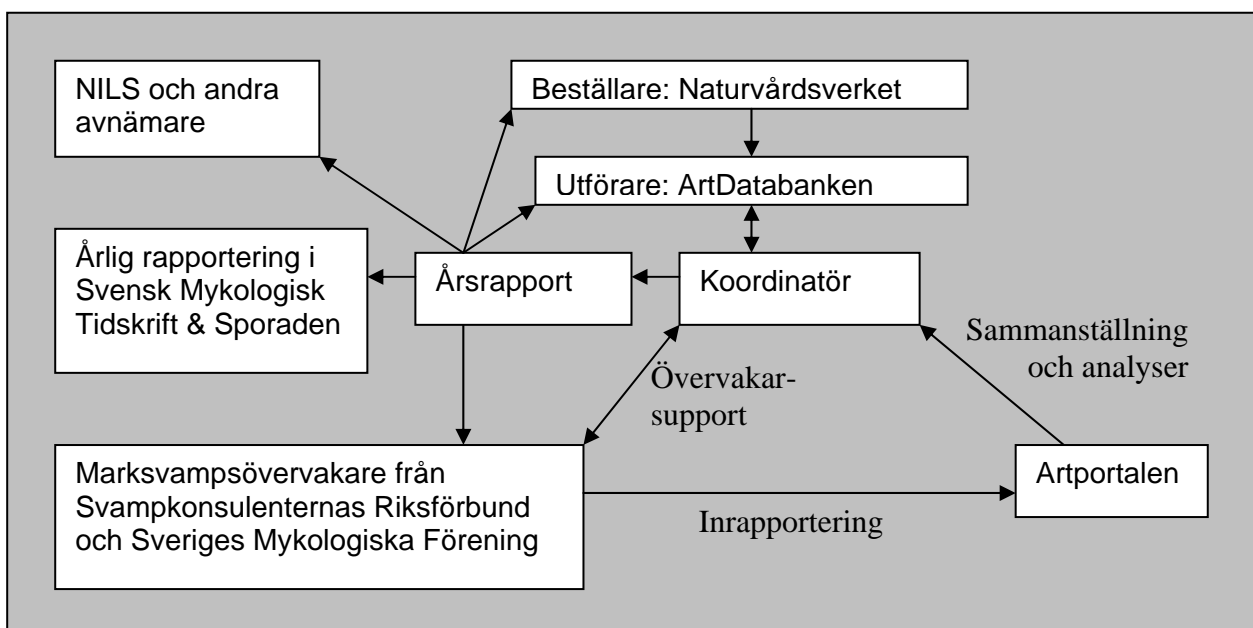 NILS och andra
avnämare
Beställare: Naturvårdsverket
Utförare: ArtDatabanken
Årlig rapportering i
Svensk Mykologisk
Tidskrift & Sporaden
Årsrapport
Koordinatör
Sammanställning
och analyser
Övervakar-
support
Marksvampsövervakare från
Svampkonsulenternas Riksförbund
och Sveriges Mykologiska Förening
Inrapportering
Artportalen